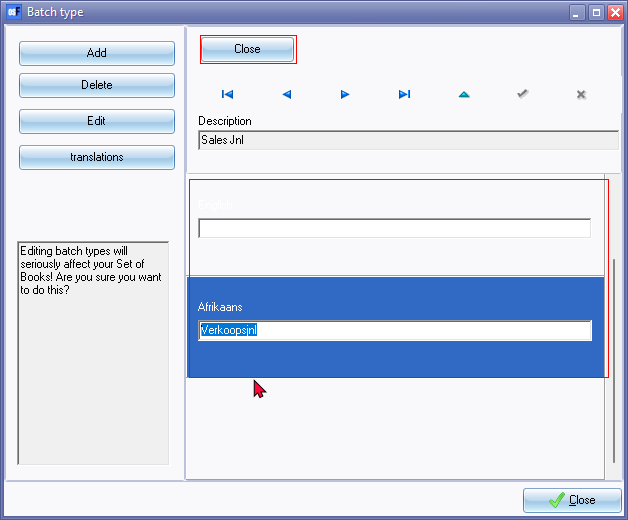 Batch type
Add
Delete
Edit
translations
Editing batch types will
seriously affect your Set of
Books! Are you sure you want
to do this?
Close
Description
Sales Jnl
English
Afrikaans
Verkoopsjnl
Close